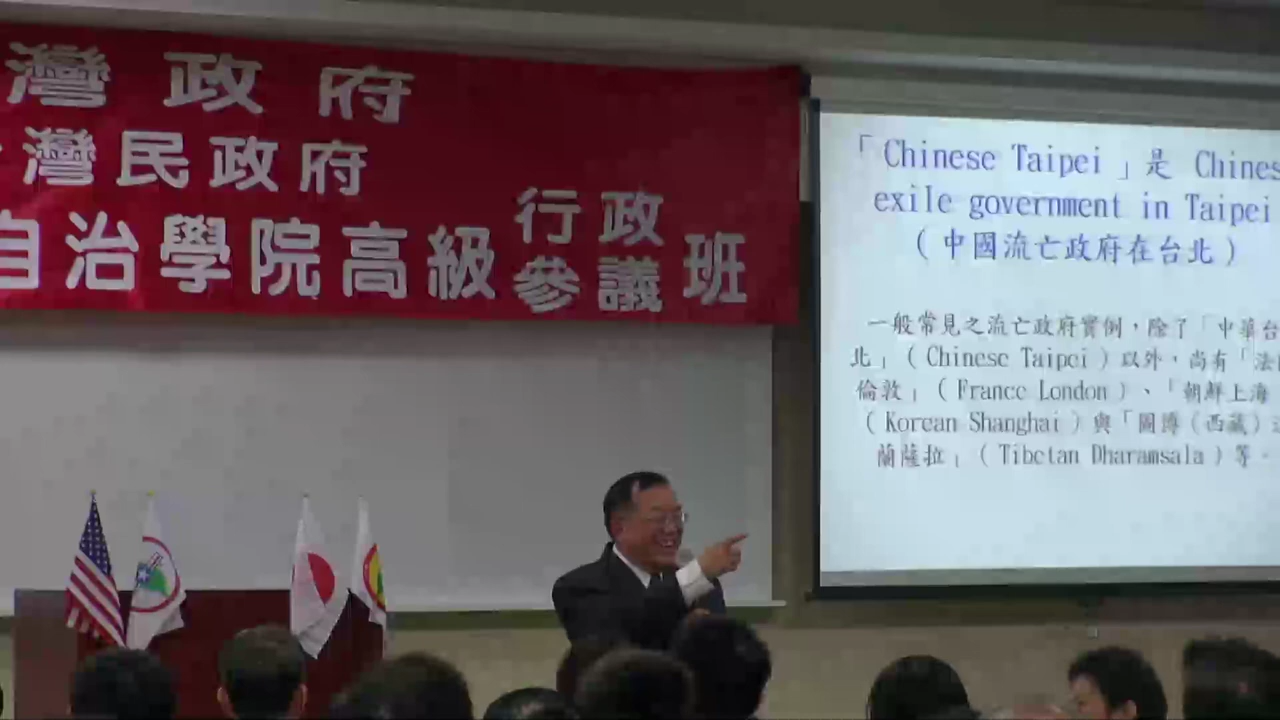 灣政府
灣民政府
自治學院高級行政參議班
「Chinese Taipei」是 Chines
exile government in Taipei
(中國流亡政府在台北)
一般常見之流亡政府實例，除了「中華台
北」(Chinese Taipei)以外，尚有「法國
倫敦」(France London)、「朝鮮上海
(Korean Shanghai)與「圖博(西藏)達
蘭薩拉」(Tibetan Dharamsala)等。